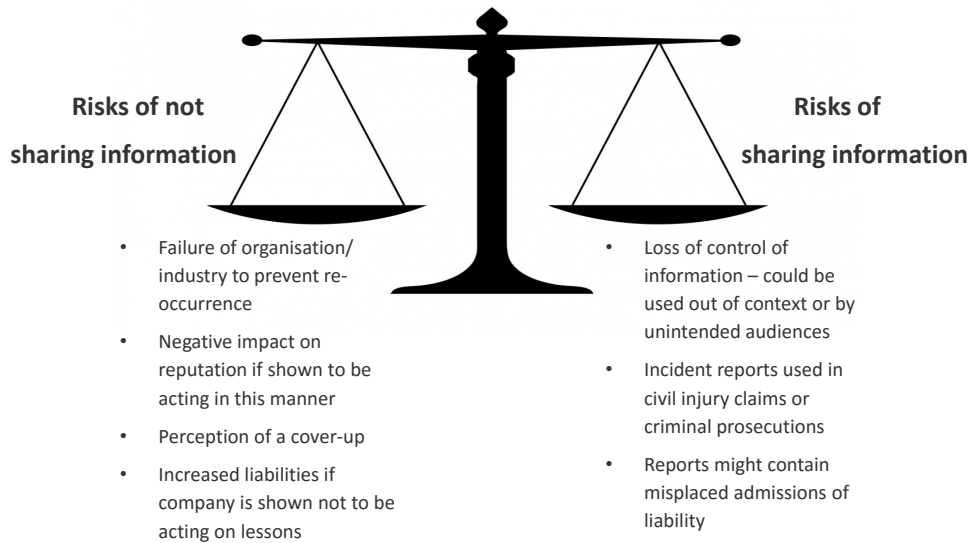 Risks of not
sharing information
• Failure of organisation/
industry to prevent re-
occurrence
• Negative impact on
reputation if shown to be
acting in this manner
• Perception of a cover-up
• Increased liabilities if
company is shown not to be
acting on lessons
Risks of
sharing information
• Loss of control of
information – could be
used out of context or by
unintended audiences
• Incident reports used in
civil injury claims or
criminal prosecutions
• Reports might contain
misplaced admissions of
liability